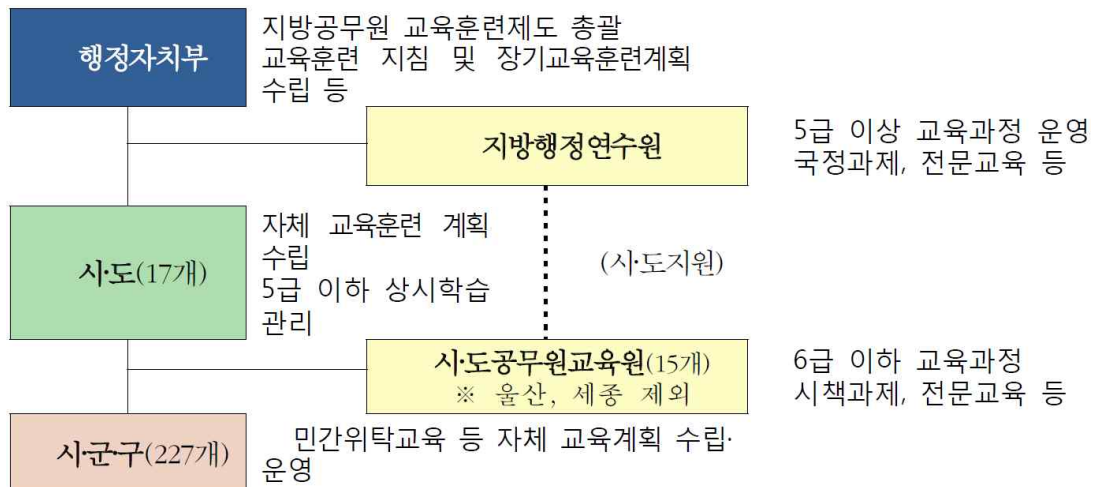 행정자치부
지방공무원 교육훈련제도 총괄
교육훈련 지침 및 장기교육훈련계획
수립 등
지방행정연수원
5급 이상 교육과정 운영
국정과제, 전문교육 등
시·도(17개)
자체 교육훈련 계획
수립
5급 이하 상시학습
관리
(시·도지원)
시·도공무원교육원(15개)
※ 울산, 세종 제외
6급 이하 교육과정
시책과제, 전문교육 등
시·군·구(227개)
민간위탁교육 등 자체 교육계획 수립·
운영